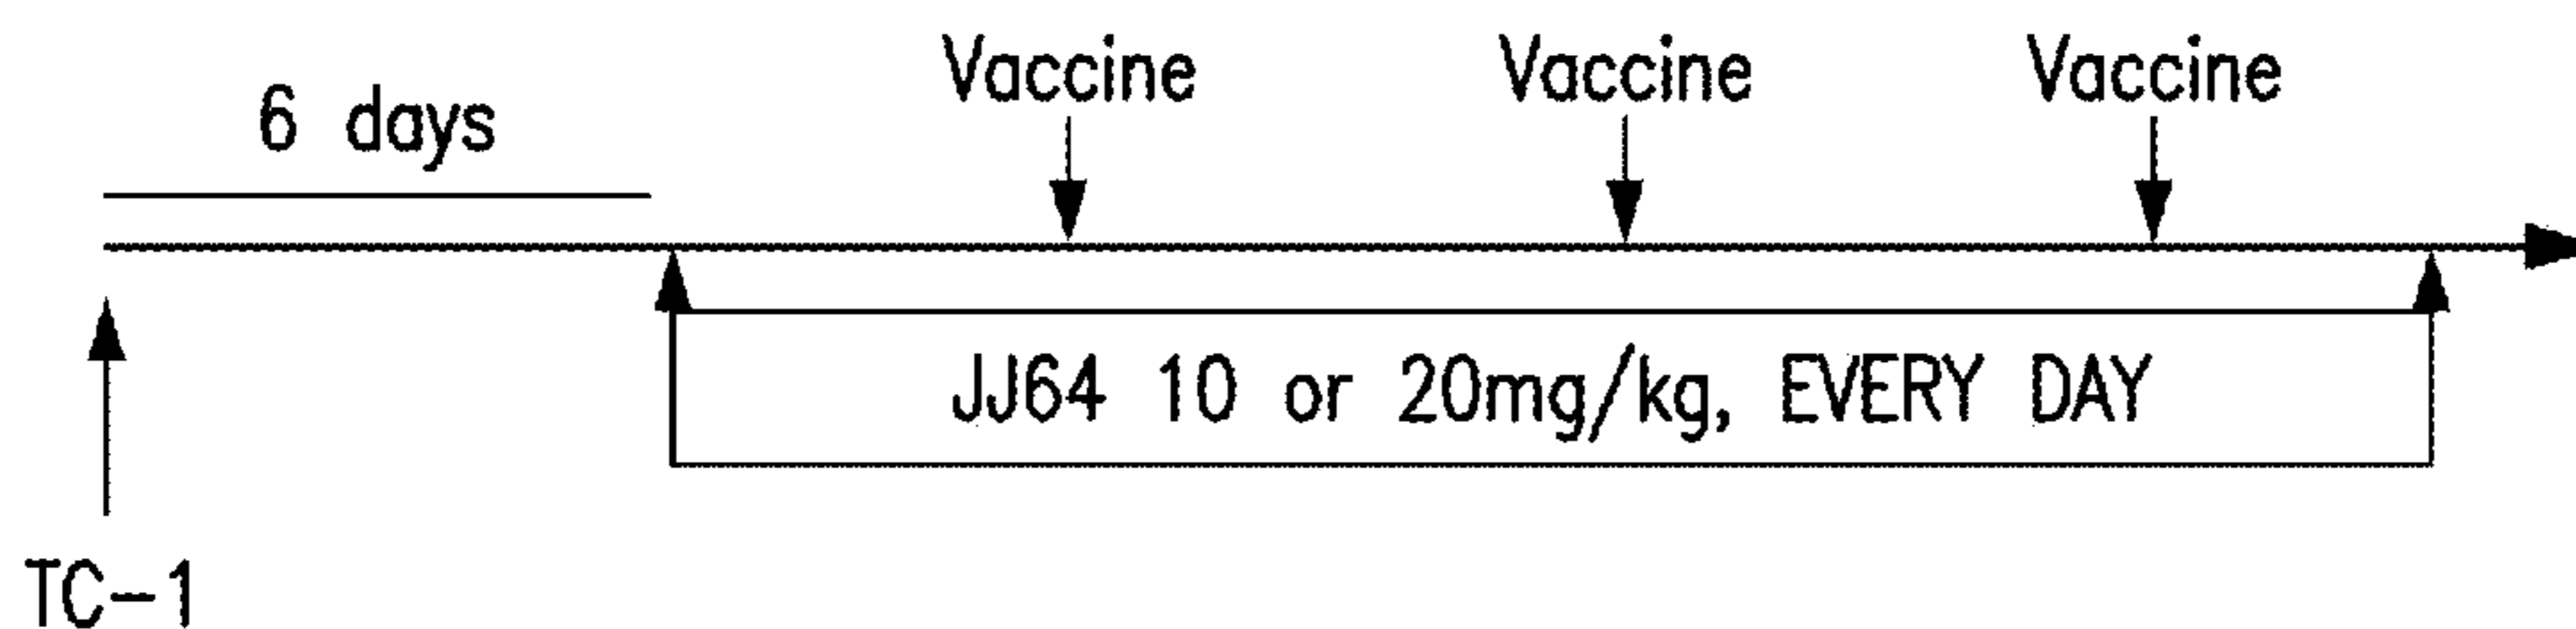 Vaccine Vaccine Vaccine
6 days
JJ64 10 or 20mg/kg, EVERY DAY
TC-1